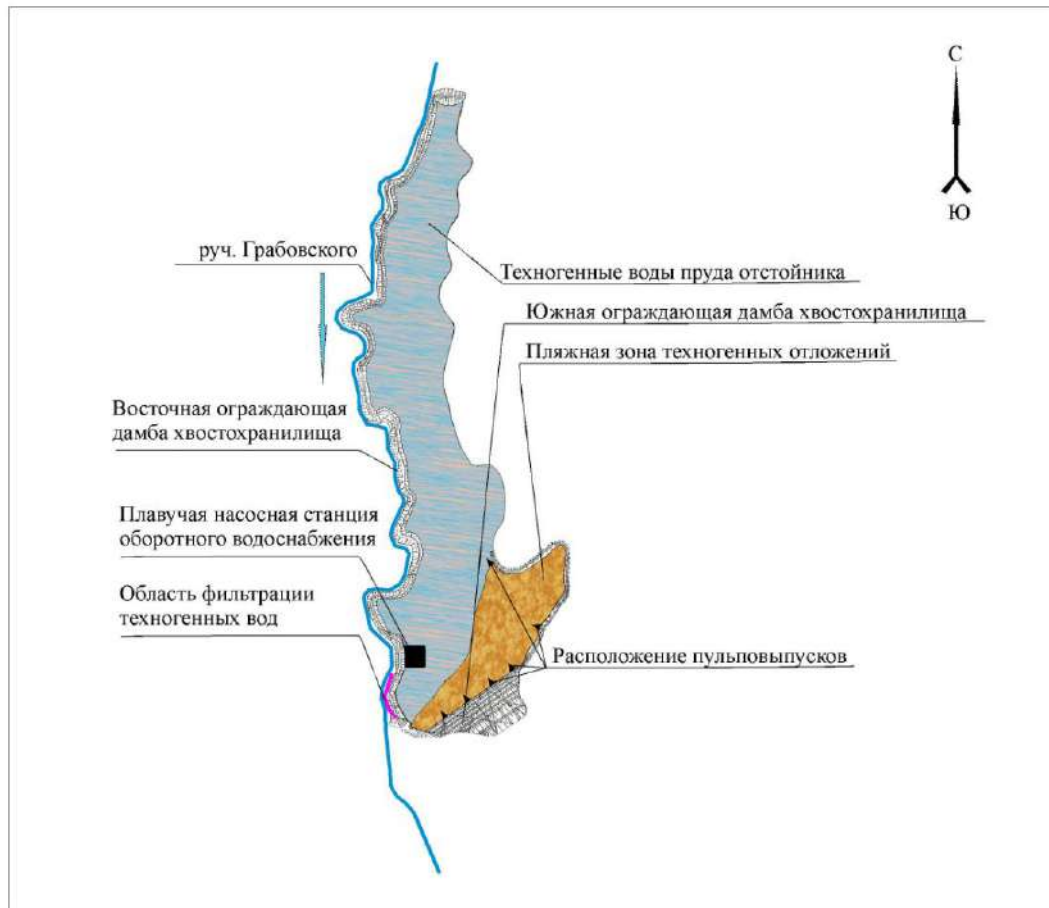 С
Ю
руч. Грабовского
Техногенные воды пруда отстойника
Южная ограждающая дамба хвостохранилища
Пляжная зона техногенных отложений
Восточная ограждающая
дамба хвостохранилища
Плавучая насосная станция
оборотного водоснабжения
Область фильтрации
техногенных вод
Расположение пульповыпусков